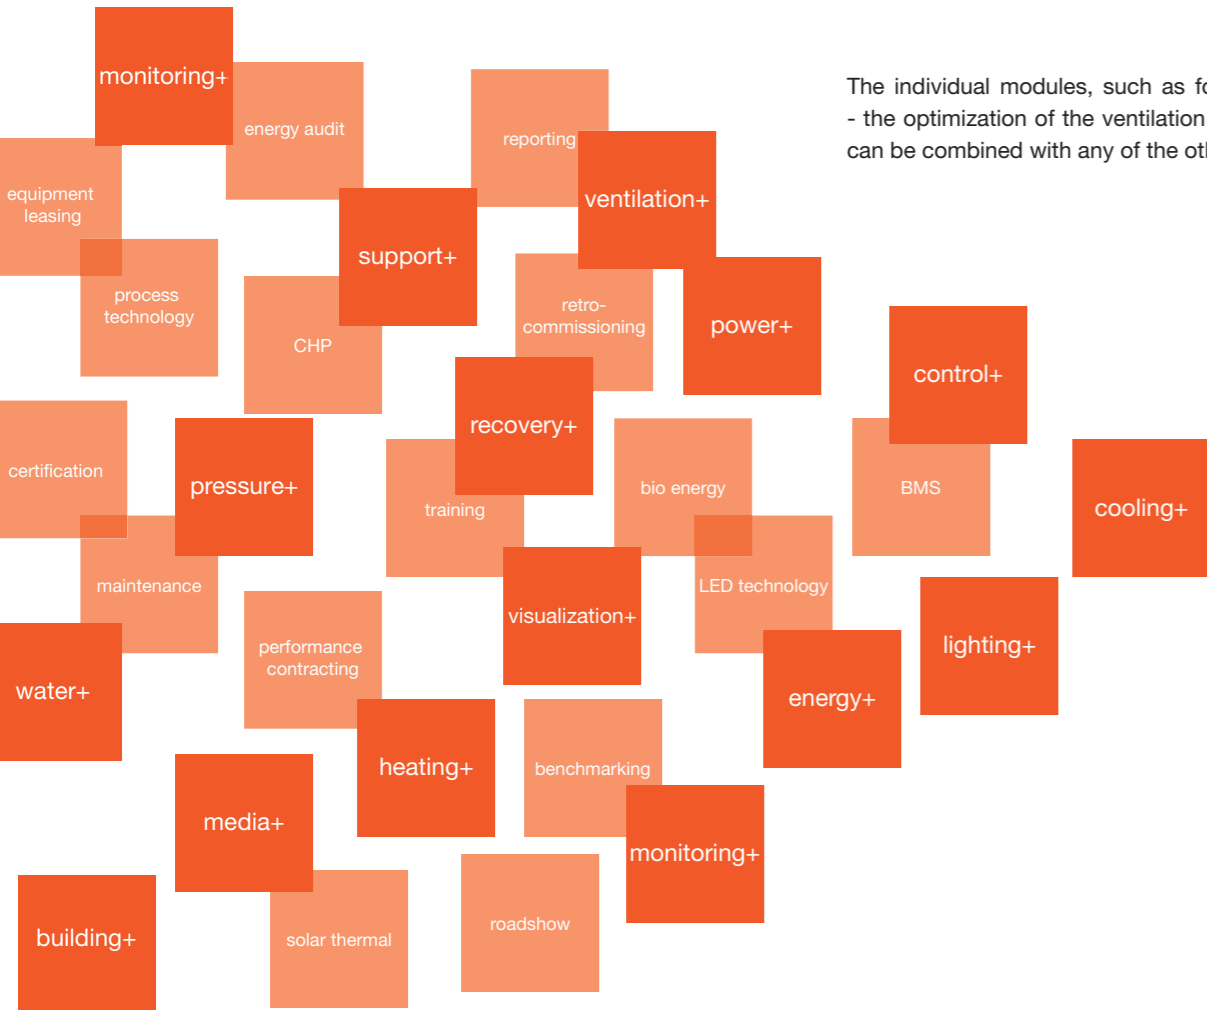 monitoring+
The individual modules, such as
- the optimization of the ventilation
can be combined with any of the
energy audit
reporting
equipment
leasing
ventilation+
support+
process
technology
retro-
commissioning
power+
CHP
control+
recovery+
certification
pressure+
training
bio energy
BMS
cooling+
maintenance
LED technology
visualization+
performance
contracting
lighting+
water+
energy+
heating+
benchmarking
media+
monitoring+
building+
solar thermal
roadshow